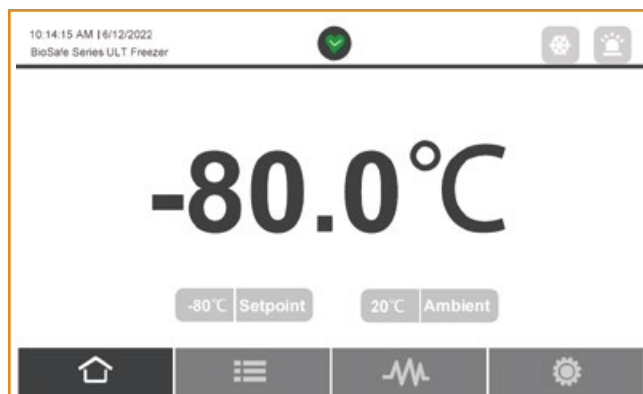 10:14:15 AM | 6/12/2022
BioSafe Series ULT Freezer
-80.0℃
-80℃ Setpoint
20℃ Ambient